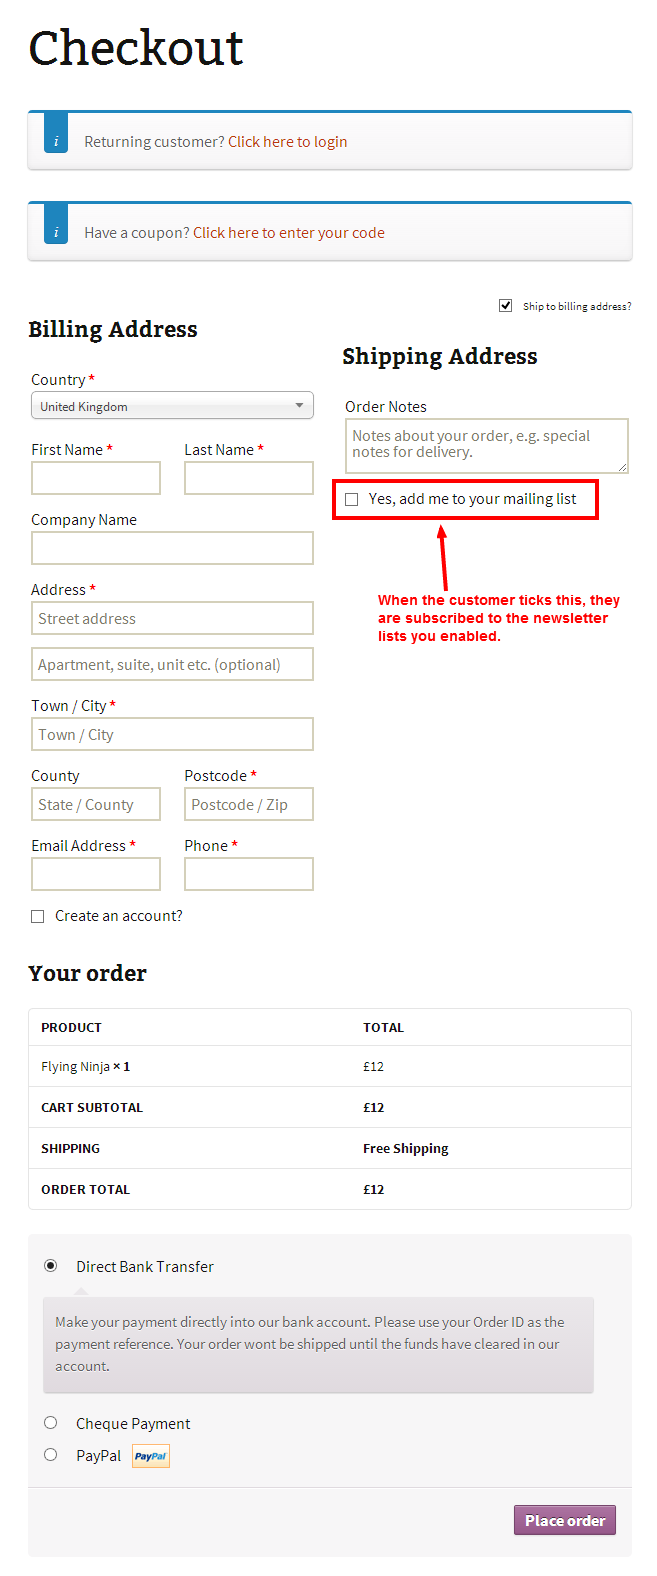 Checkout
i Returning customer? Click here to login
i Have a coupon? Click here to enter your code
Ship to billing address?
Billing Address
Country *
United Kingdom
First Name * Last Name *
Company Name
Address *
Street address
Apartment, suite, unit etc. (optional)
Town / City *
Town / City
County Postcode *
State / County Postcode / Zip
Email Address * Phone *
Create an account?
Shipping Address
Order Notes
Notes about your order, e.g. special
notes for delivery.
Yes, add me to your mailing list
When the customer ticks this, they
are subscribed to the newsletter
lists you enabled.
Your order
PRODUCT TOTAL
Flying Ninja × 1 £12
CART SUBTOTAL £12
SHIPPING Free Shipping
ORDER TOTAL £12
Direct Bank Transfer
Make your payment directly into our bank account. Please use your Order ID as the
payment reference. Your order wont be shipped until the funds have cleared in our
account.
Cheque Payment
PayPal PayPal
Place order